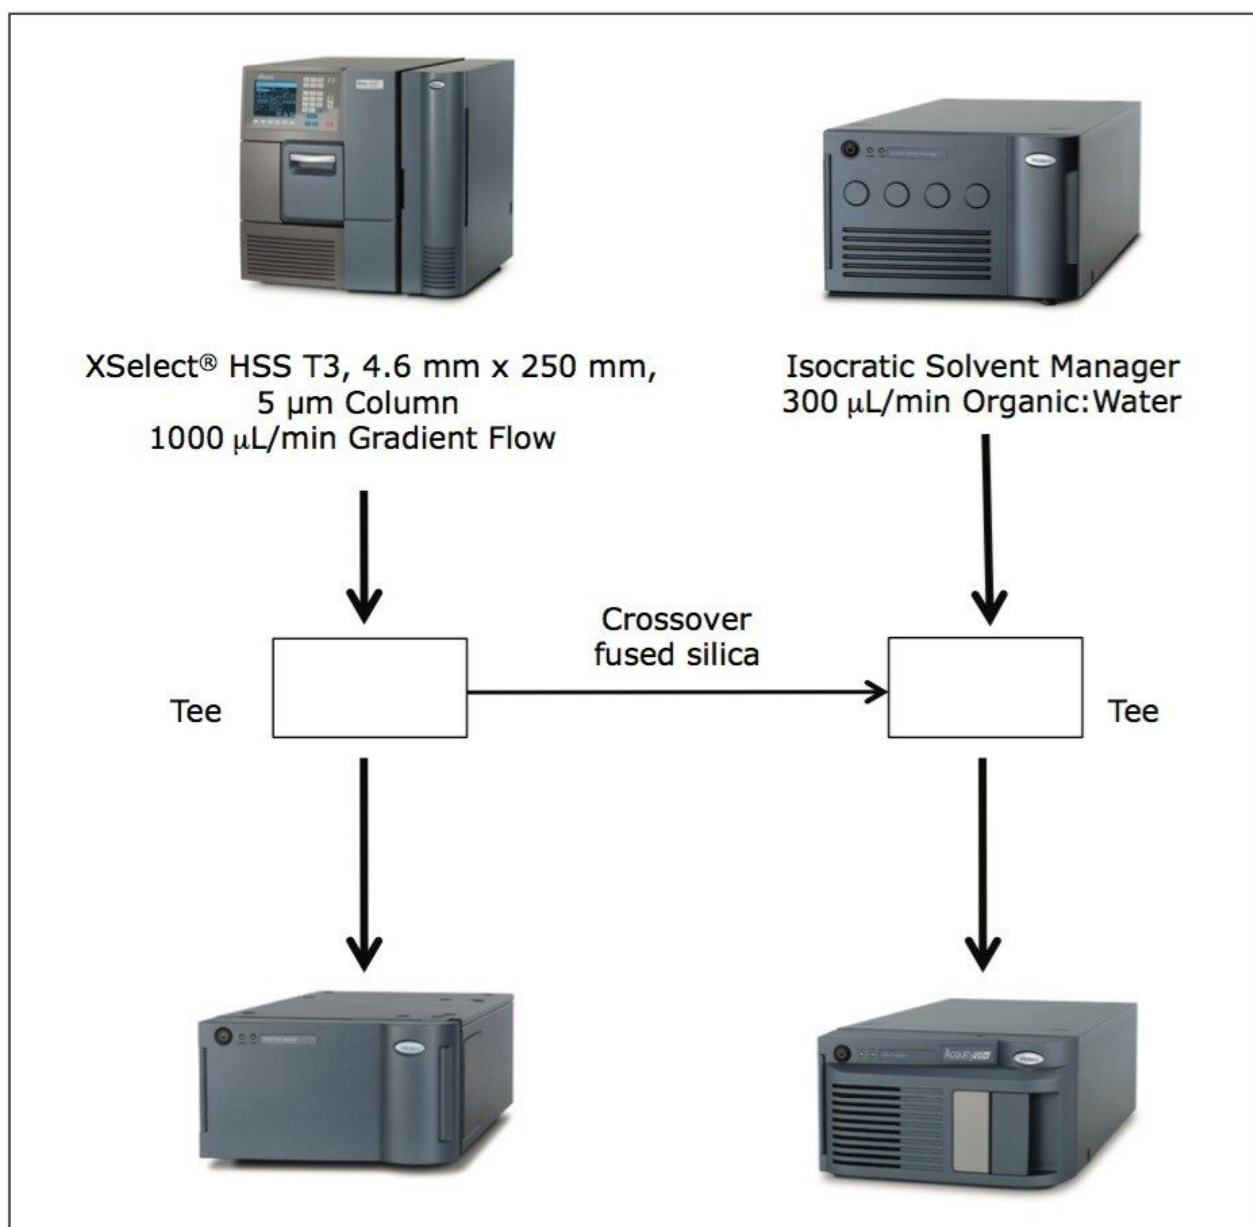 XSelect® HSS T3, 4.6 mm x 250 mm,
5 µm Column
1000 µL/min Gradient Flow
Isocratic Solvent Manager
300 µL/min Organic:Water
Crossover
fused silica
Tee
Tee
Acquity